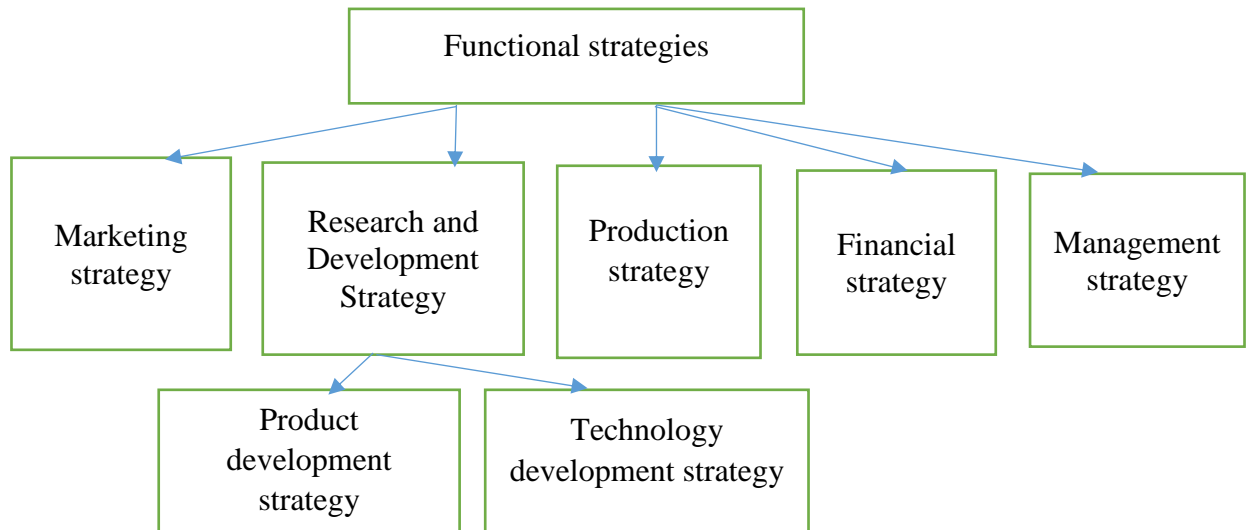 Functional strategies
Marketing
strategy
Research and
Development
Strategy
Production
strategy
Financial
strategy
Management
strategy
Product
development
strategy
Technology
development strategy